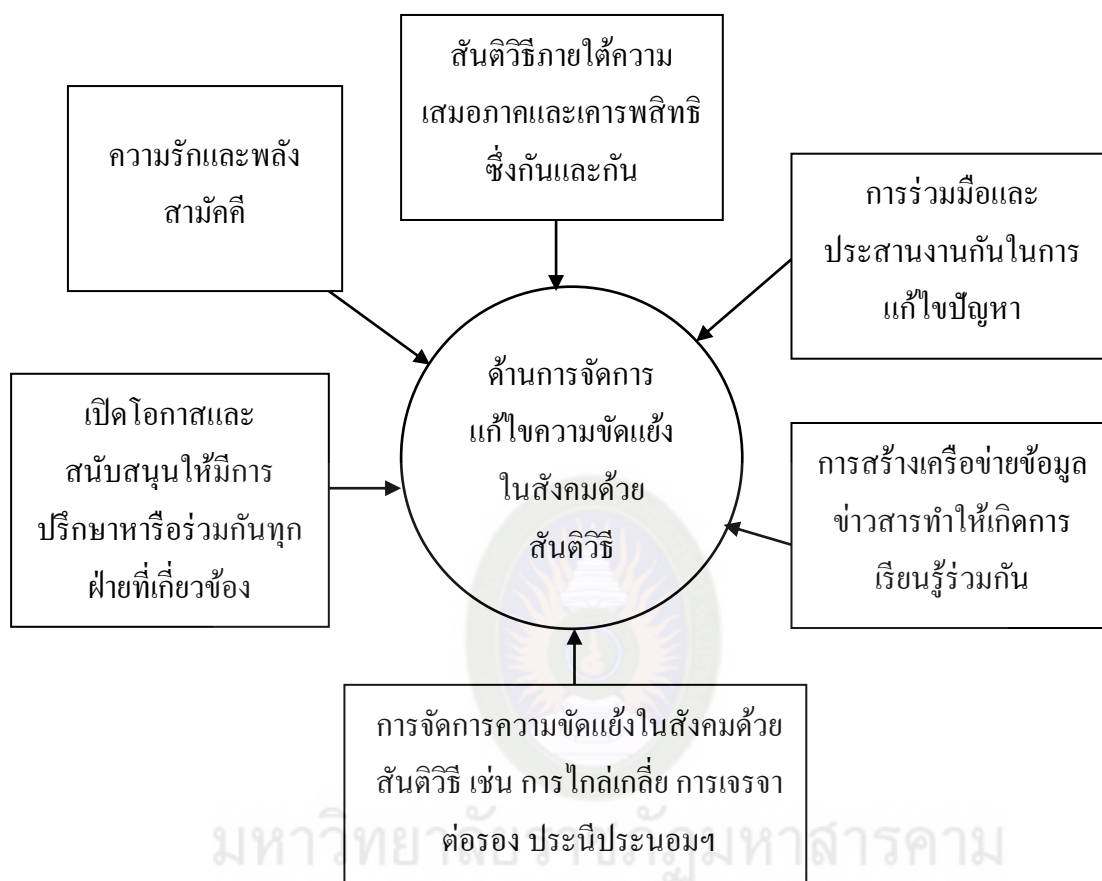 สันติวิธีภายใต้ความ
เสมอภาคและเคารพสิทธิ
ซึ่งกันและกัน
ความรักและพลัง
สามัคคี
การร่วมมือและ
ประสานงานกันในการ
แก้ไขปัญหา
ด้านการจัดการ
แก้ไขความขัดแย้ง
ในสังคมด้วย
สันติวิธี
เปิดโอกาสและ
สนับสนุนให้มีการ
ปรึกษาหารือร่วมกันทุก
ฝ่ายที่เกี่ยวข้อง
การสร้างเครือข่ายข้อมูล
ข่าวสารทำให้เกิดการ
เรียนรู้ร่วมกัน
การจัดการความขัดแย้งในสังคมด้วย
สันติวิธี เช่น การไกล่เกลี่ย การเจรจา
ต่อรอง ประนีประนอมฯ
มหาวิทยาลัยราชภัฏมหาสารคาม